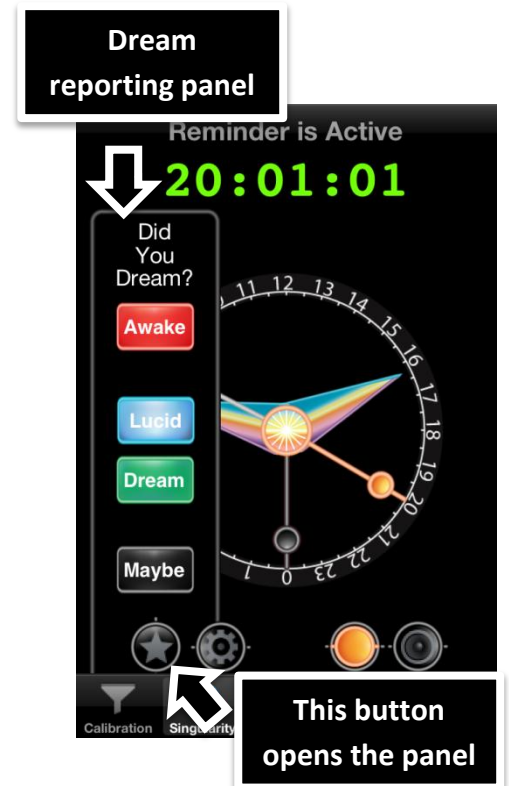 Dream
reporting panel
Reminder is Active
20:01:01
Did
You
Dream?
Awake
Lucid
Dream
Maybe
11 12 13 14 15 16 17 18 19 20 21 22 23 0 1
Calibration
This button
opens the panel